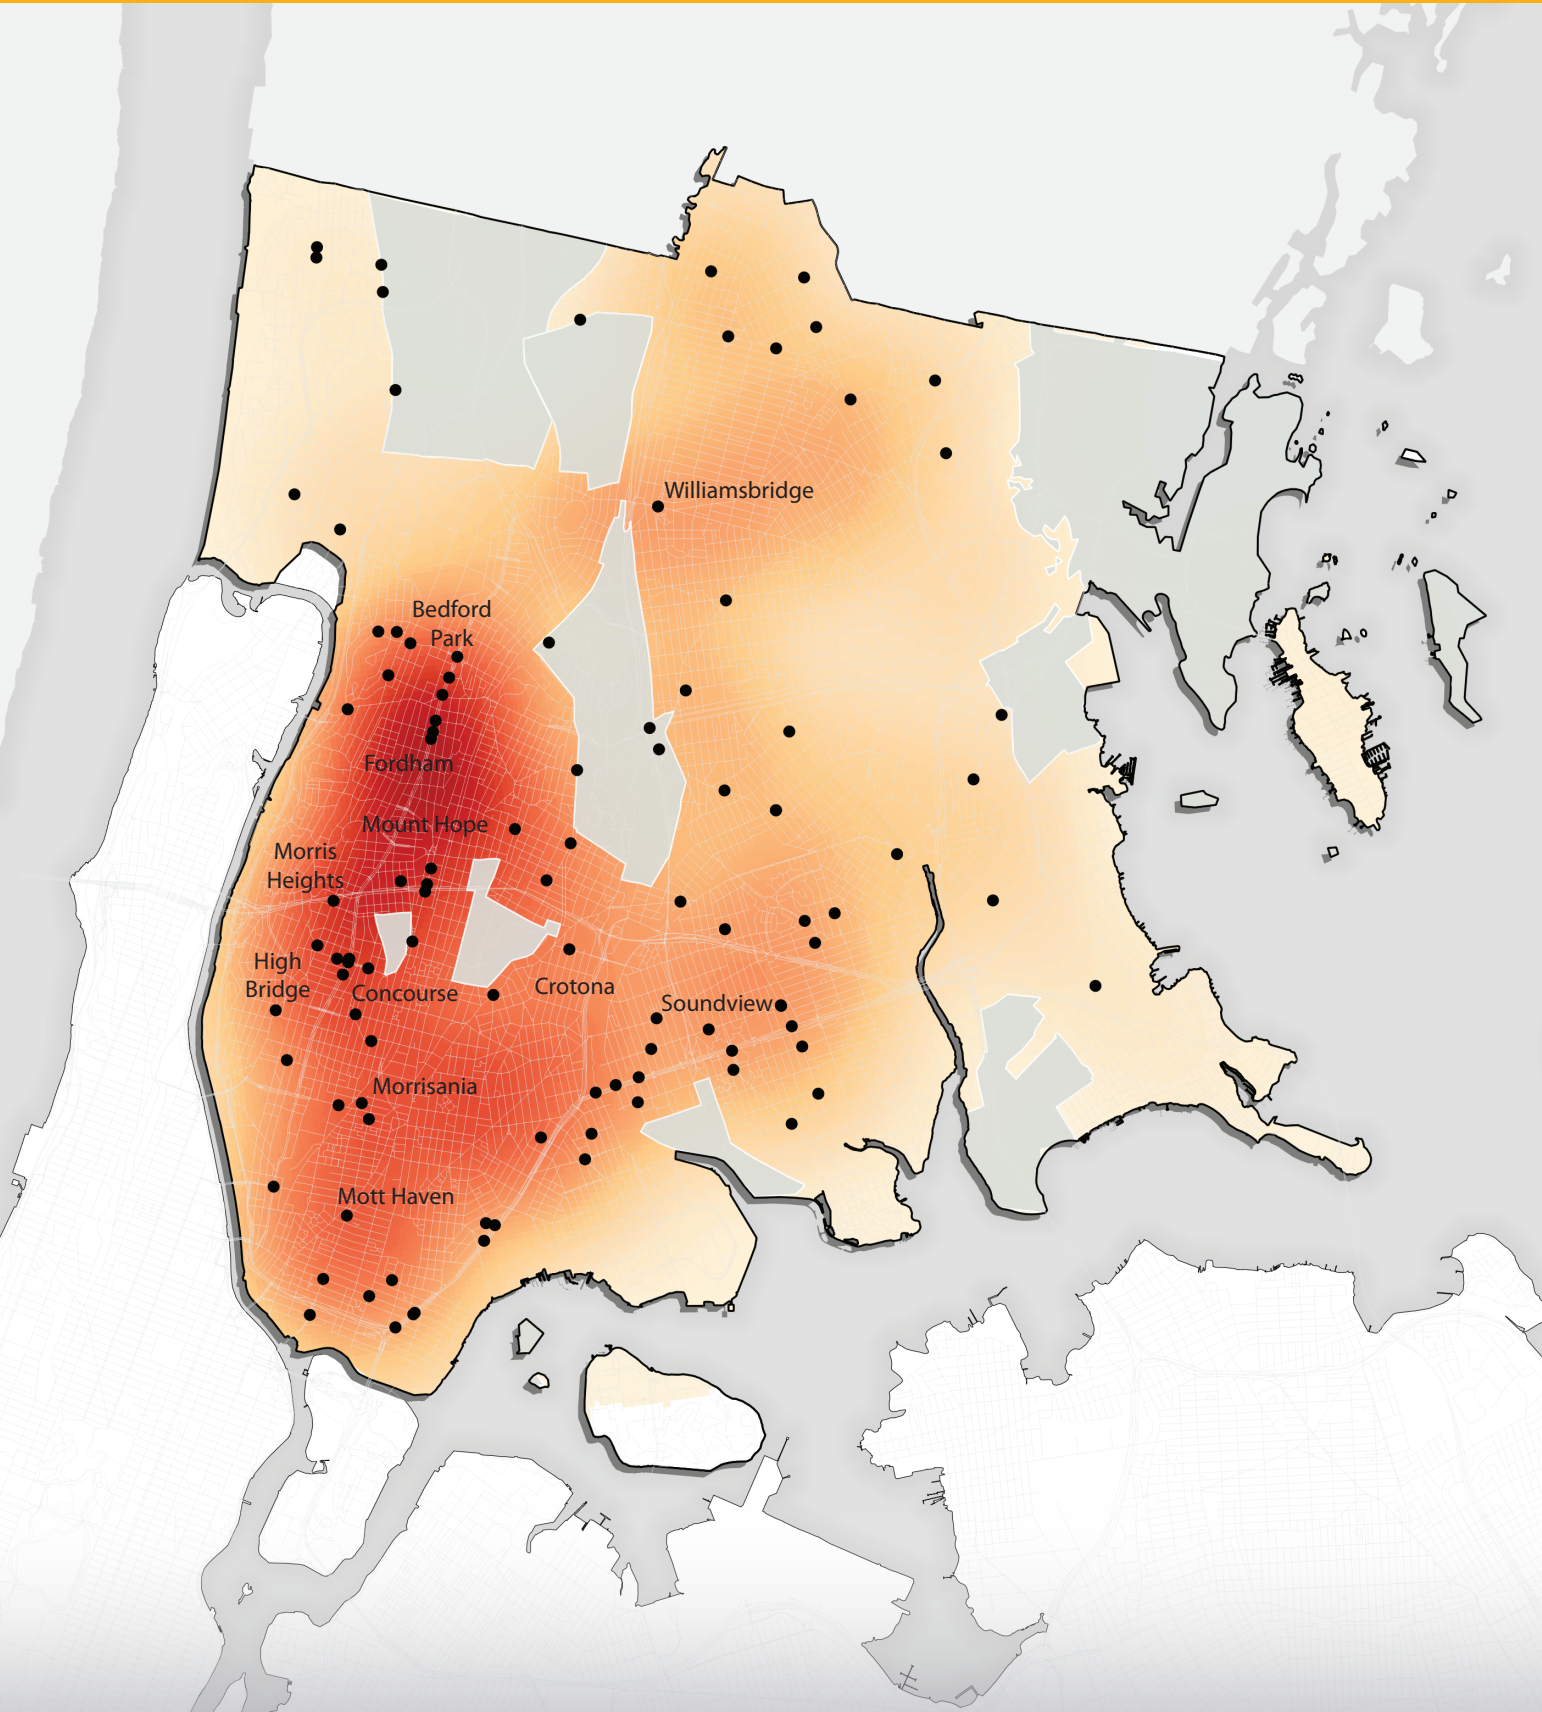 Williamsbridge
Bedford
Park
Fordham
Mount Hope
Morris
Heights
High
Bridge
Concourse
Crotona
Soundview
Morrisania
Mott Haven